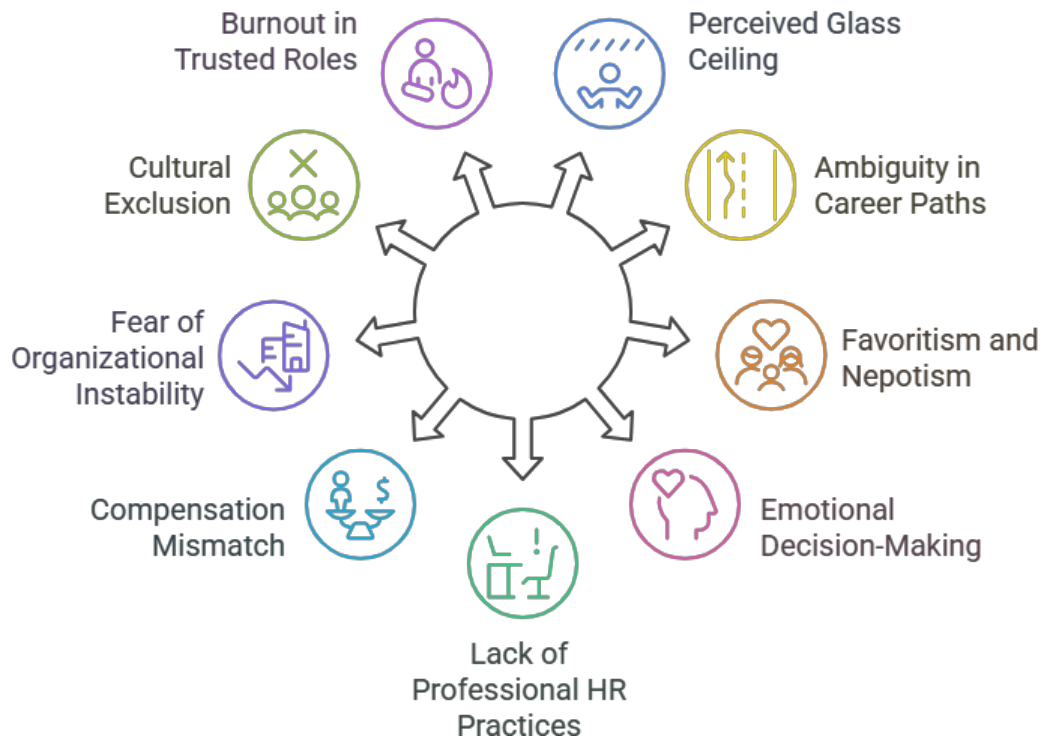 Burnout in
Trusted Roles
Perceived Glass
Ceiling
Cultural
Exclusion
Ambiguity in
Career Paths
Fear of
Organizational
Instability
Favoritism and
Nepotism
Compensation
Mismatch
$
Emotional
Decision-Making
Lack of
Professional HR
Practices